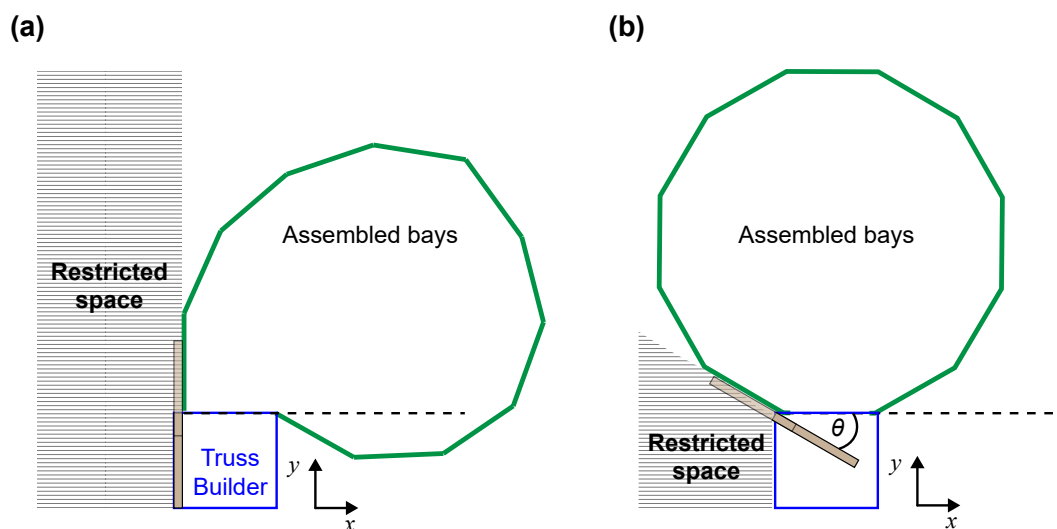 (a)
Restricted
space
Assembled bays
Truss
Builder
y
x
(b)
Assembled bays
Restricted
space
θ
y
x